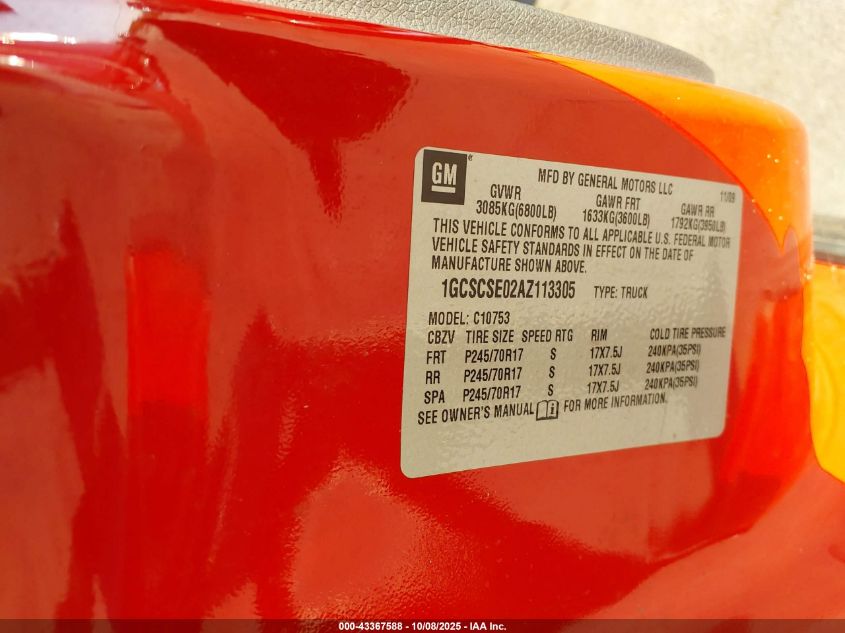 GM
MFD BY GENERAL MOTORS LLC
11/09
GVWR GAWR FRT GAWR RR
3085KG(6800LB) 1633KG(3600LB) 1792KG(3950LB)
THIS VEHICLE CONFORMS TO ALL APPLICABLE U.S. FEDERAL MOTOR
VEHICLE SAFETY STANDARDS IN EFFECT ON THE DATE OF
MANUFACTURE SHOWN ABOVE.
1GCSCSE02AZ113305 TYPE: TRUCK
MODEL: C10753
CBZV TIRE SIZE SPEED RTG RIM COLD TIRE PRESSURE
FRT P245/70R17 S 17X7.5J 240KPA(35PSI)
RR P245/70R17 S 17X7.5J 240KPA(35PSI)
SPA P245/70R17 S 17X7.5J 240KPA(35PSI)
SEE OWNER'S MANUAL FOR MORE INFORMATION.
000-43367588 - 10/08/2025 - IAA Inc.